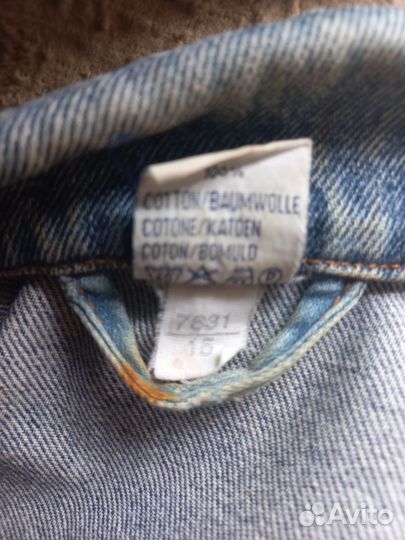 100%
COTTON/BAUMWOLLE
COTONE/KATOEN
COTON/BOMULD
7631
15
Avito